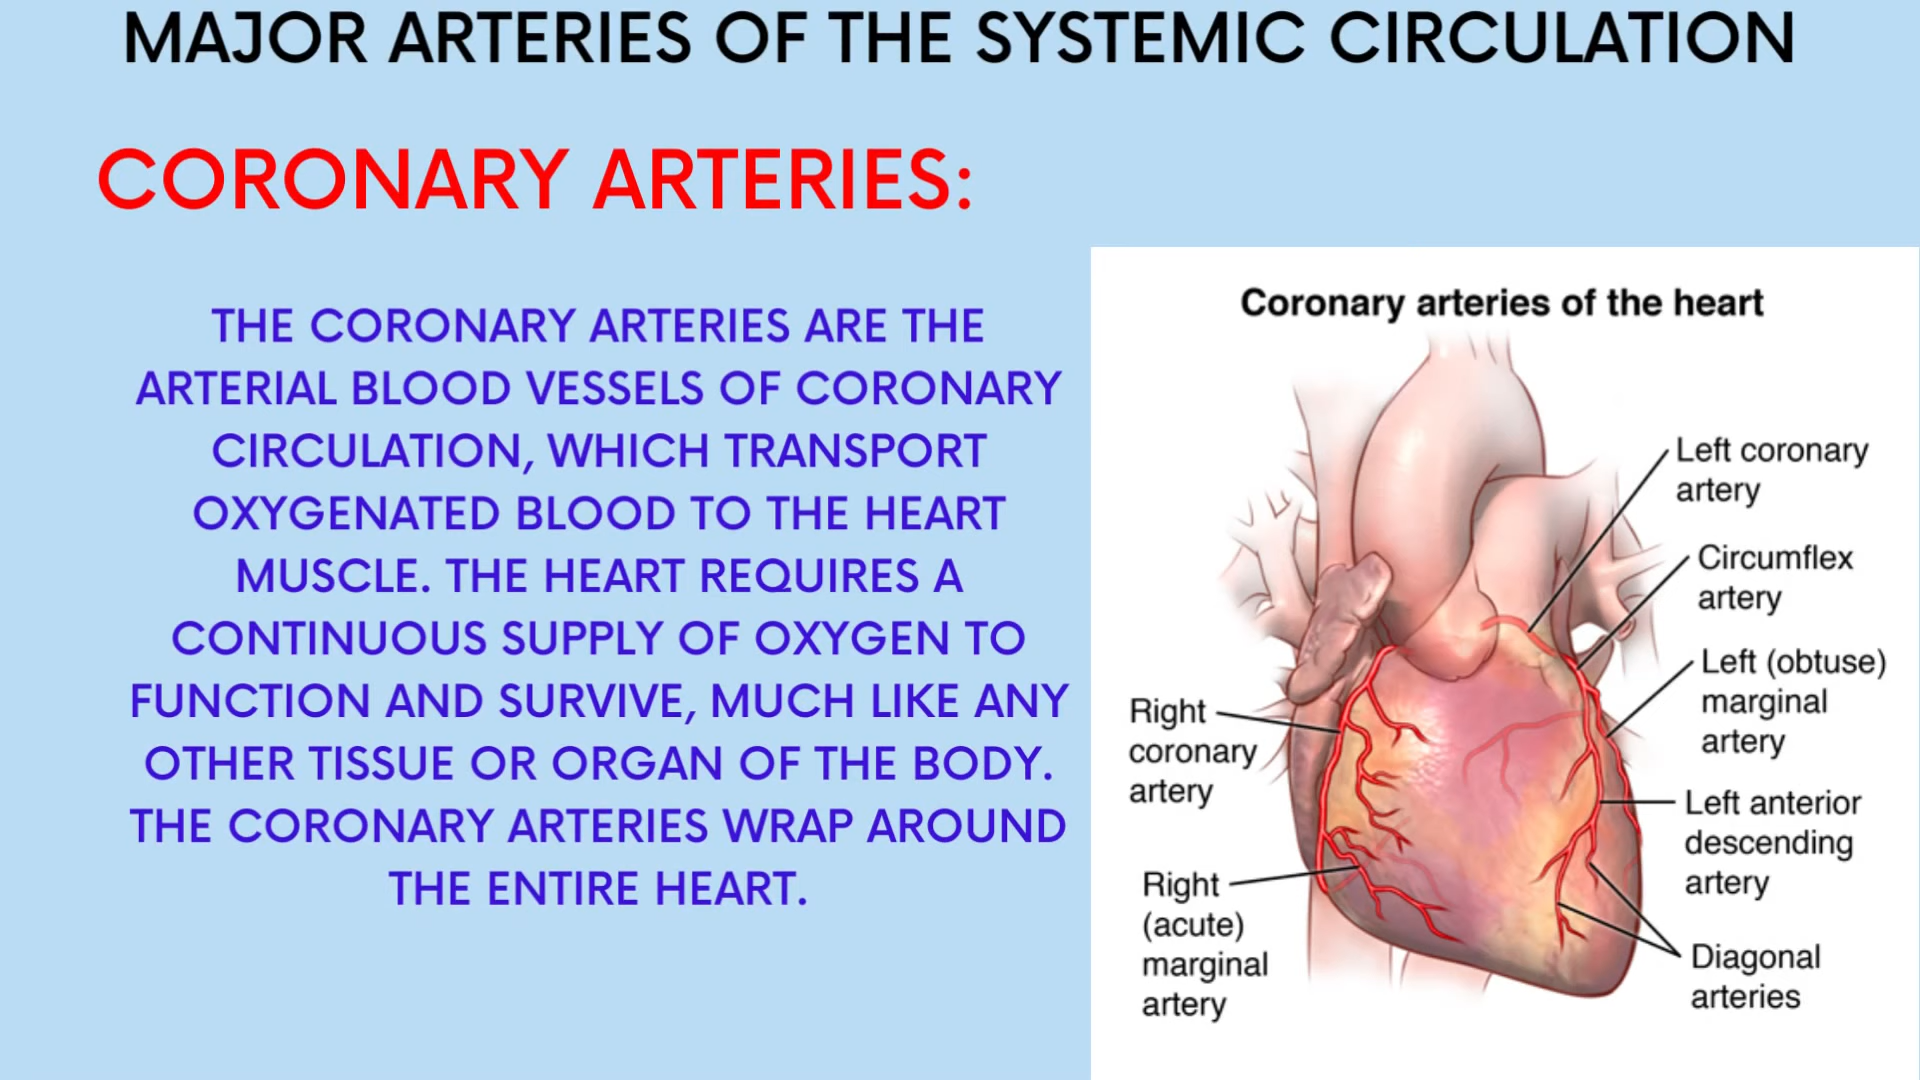 MAJOR ARTERIES OF THE SYSTEMIC CIRCULATION
CORONARY ARTERIES:
THE CORONARY ARTERIES ARE THE
ARTERIAL BLOOD VESSELS OF CORONARY
CIRCULATION, WHICH TRANSPORT
OXYGENATED BLOOD TO THE HEART
MUSCLE. THE HEART REQUIRES A
CONTINUOUS SUPPLY OF OXYGEN TO
FUNCTION AND SURVIVE, MUCH LIKE ANY
OTHER TISSUE OR ORGAN OF THE BODY.
THE CORONARY ARTERIES WRAP AROUND
THE ENTIRE HEART.
Coronary arteries of the heart
Left coronary
artery
Circumflex
artery
Left (obtuse)
marginal
artery
Left anterior
descending
artery
Diagonal
arteries
Right
coronary
artery
Right
(acute)
marginal
artery